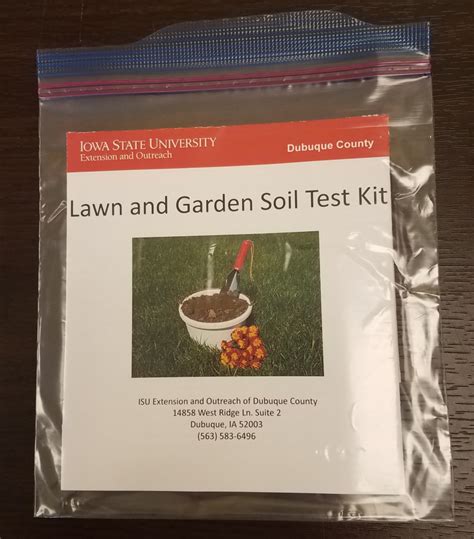 IOWA STATE UNIVERSITY
Extension and Outreach
Dubuque County
Lawn and Garden Soil Test Kit
ISU Extension and Outreach of Dubuque County
14858 West Ridge Ln. Suite 2
Dubuque, IA 52003
(563) 583-6496